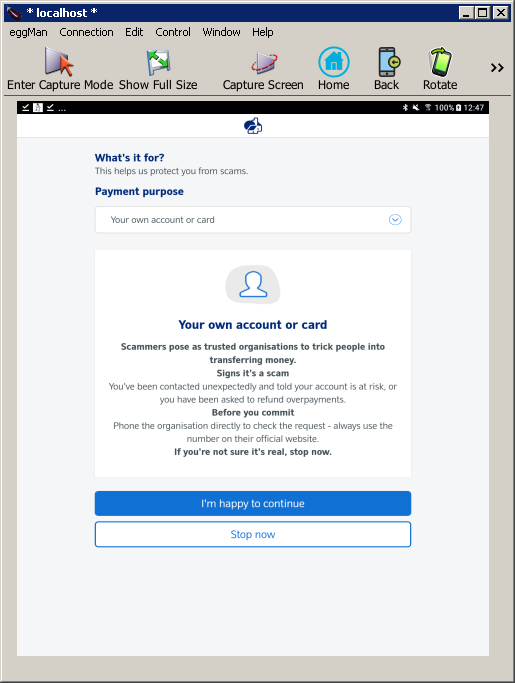 * localhost *
eggMan Connection Edit Control Window Help
Enter Capture Mode Show Full Size Capture Screen Home Back Rotate
... 100% 12:47
What's it for?
This helps us protect you from scams.
Payment purpose
Your own account or card
Your own account or card
Scammers pose as trusted organisations to trick people into
transferring money.
Signs it's a scam
You've been contacted unexpectedly and told your account is at risk, or
you have been asked to refund overpayments.
Before you commit
Phone the organisation directly to check the request - always use the
number on their official website.
If you're not sure it's real, stop now.
I'm happy to continue
Stop now